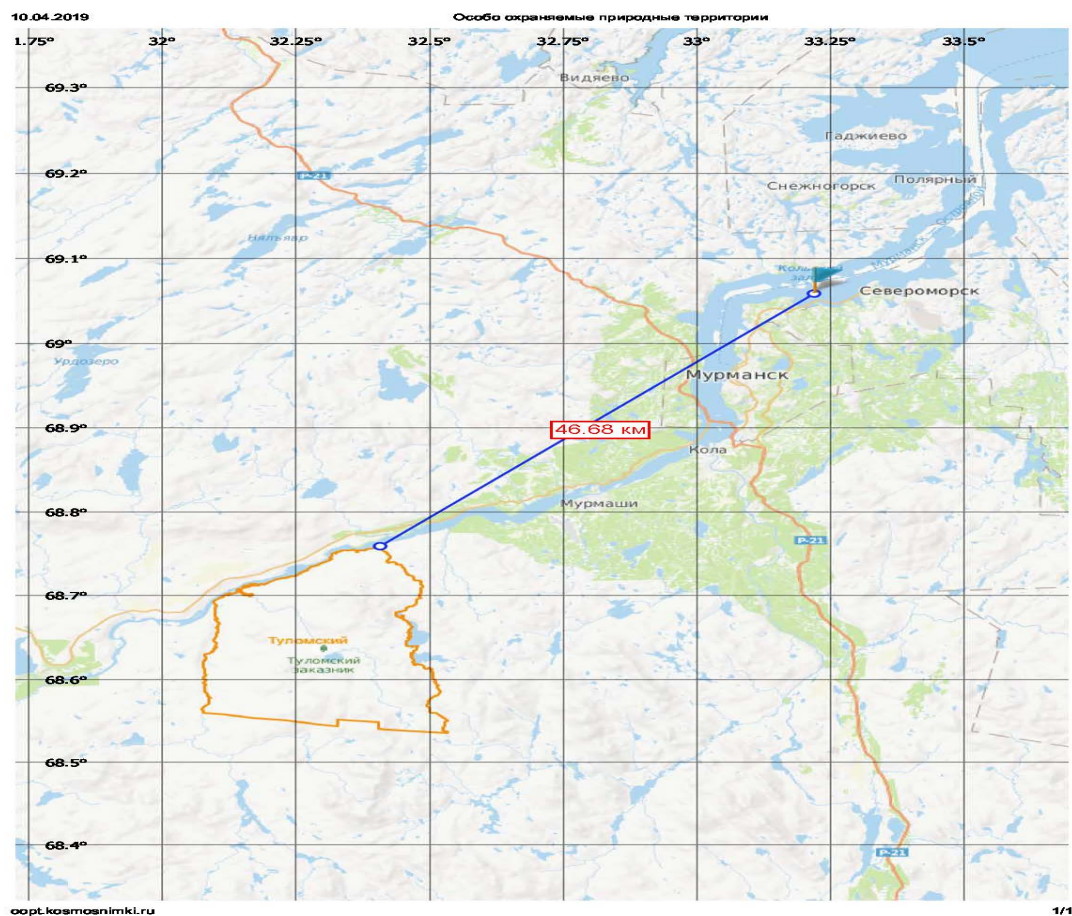 10.04.2019
Особо охраняемые природные территории
1.75° 32° 32.25° 32.5° 32.75° 33° 33.25° 33.5°
Видяево
69.3°
Гаджиево
69.2°
Р-21
Снежногорск
Полярный
Няльявр
69.1°
Североморск
69°
Урдозеро
Мурманск
68.9°
46.68 км
Кола
68.8°
Мурмаши
Р-21
68.7°
Туломский
Туломский
заказник
68.6°
68.5°
68.4°
Р-21
oopt.kosmosnimki.ru
1/1